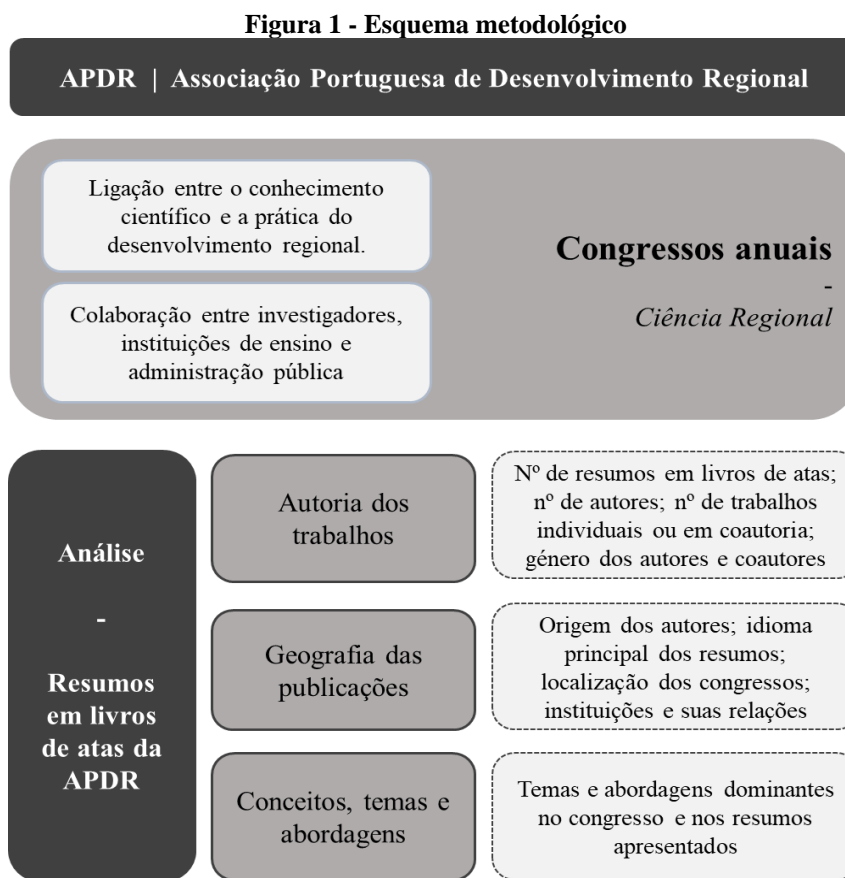 Figura 1 - Esquema metodológico
APDR | Associação Portuguesa de Desenvolvimento Regional
Ligação entre o conhecimento
científico e a prática do
desenvolvimento regional.
Colaboração entre investigadores,
instituições de ensino e
administração pública
Congressos anuais
-
Ciência Regional
Análise
-
Resumos
em livros
de atas da
APDR
Autoria dos
trabalhos
Nº de resumos em livros de atas;
nº de autores; nº de trabalhos
individuais ou em coautoria;
género dos autores e coautores
Geografia das
publicações
Origem dos autores; idioma
principal dos resumos;
localização dos congressos;
instituições e suas relações
Conceitos, temas e
abordagens
Temas e abordagens dominantes
no congresso e nos resumos
apresentados